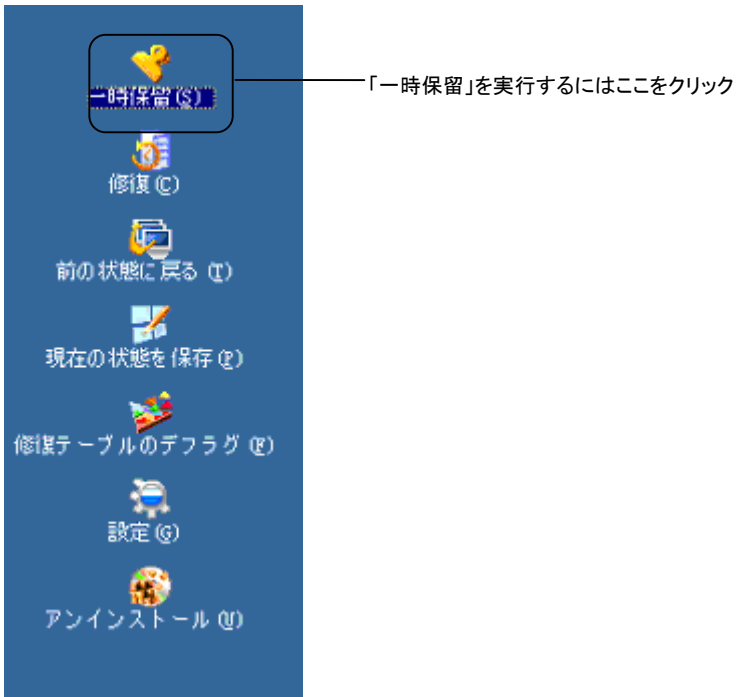 一時保留(S)
「一時保留」を実行するにはここをクリック
修復(C)
前の状態に戻る(T)
現在の状態を保存(P)
修復テーブルのデフラグ(F)
設定(G)
アンインストール(U)